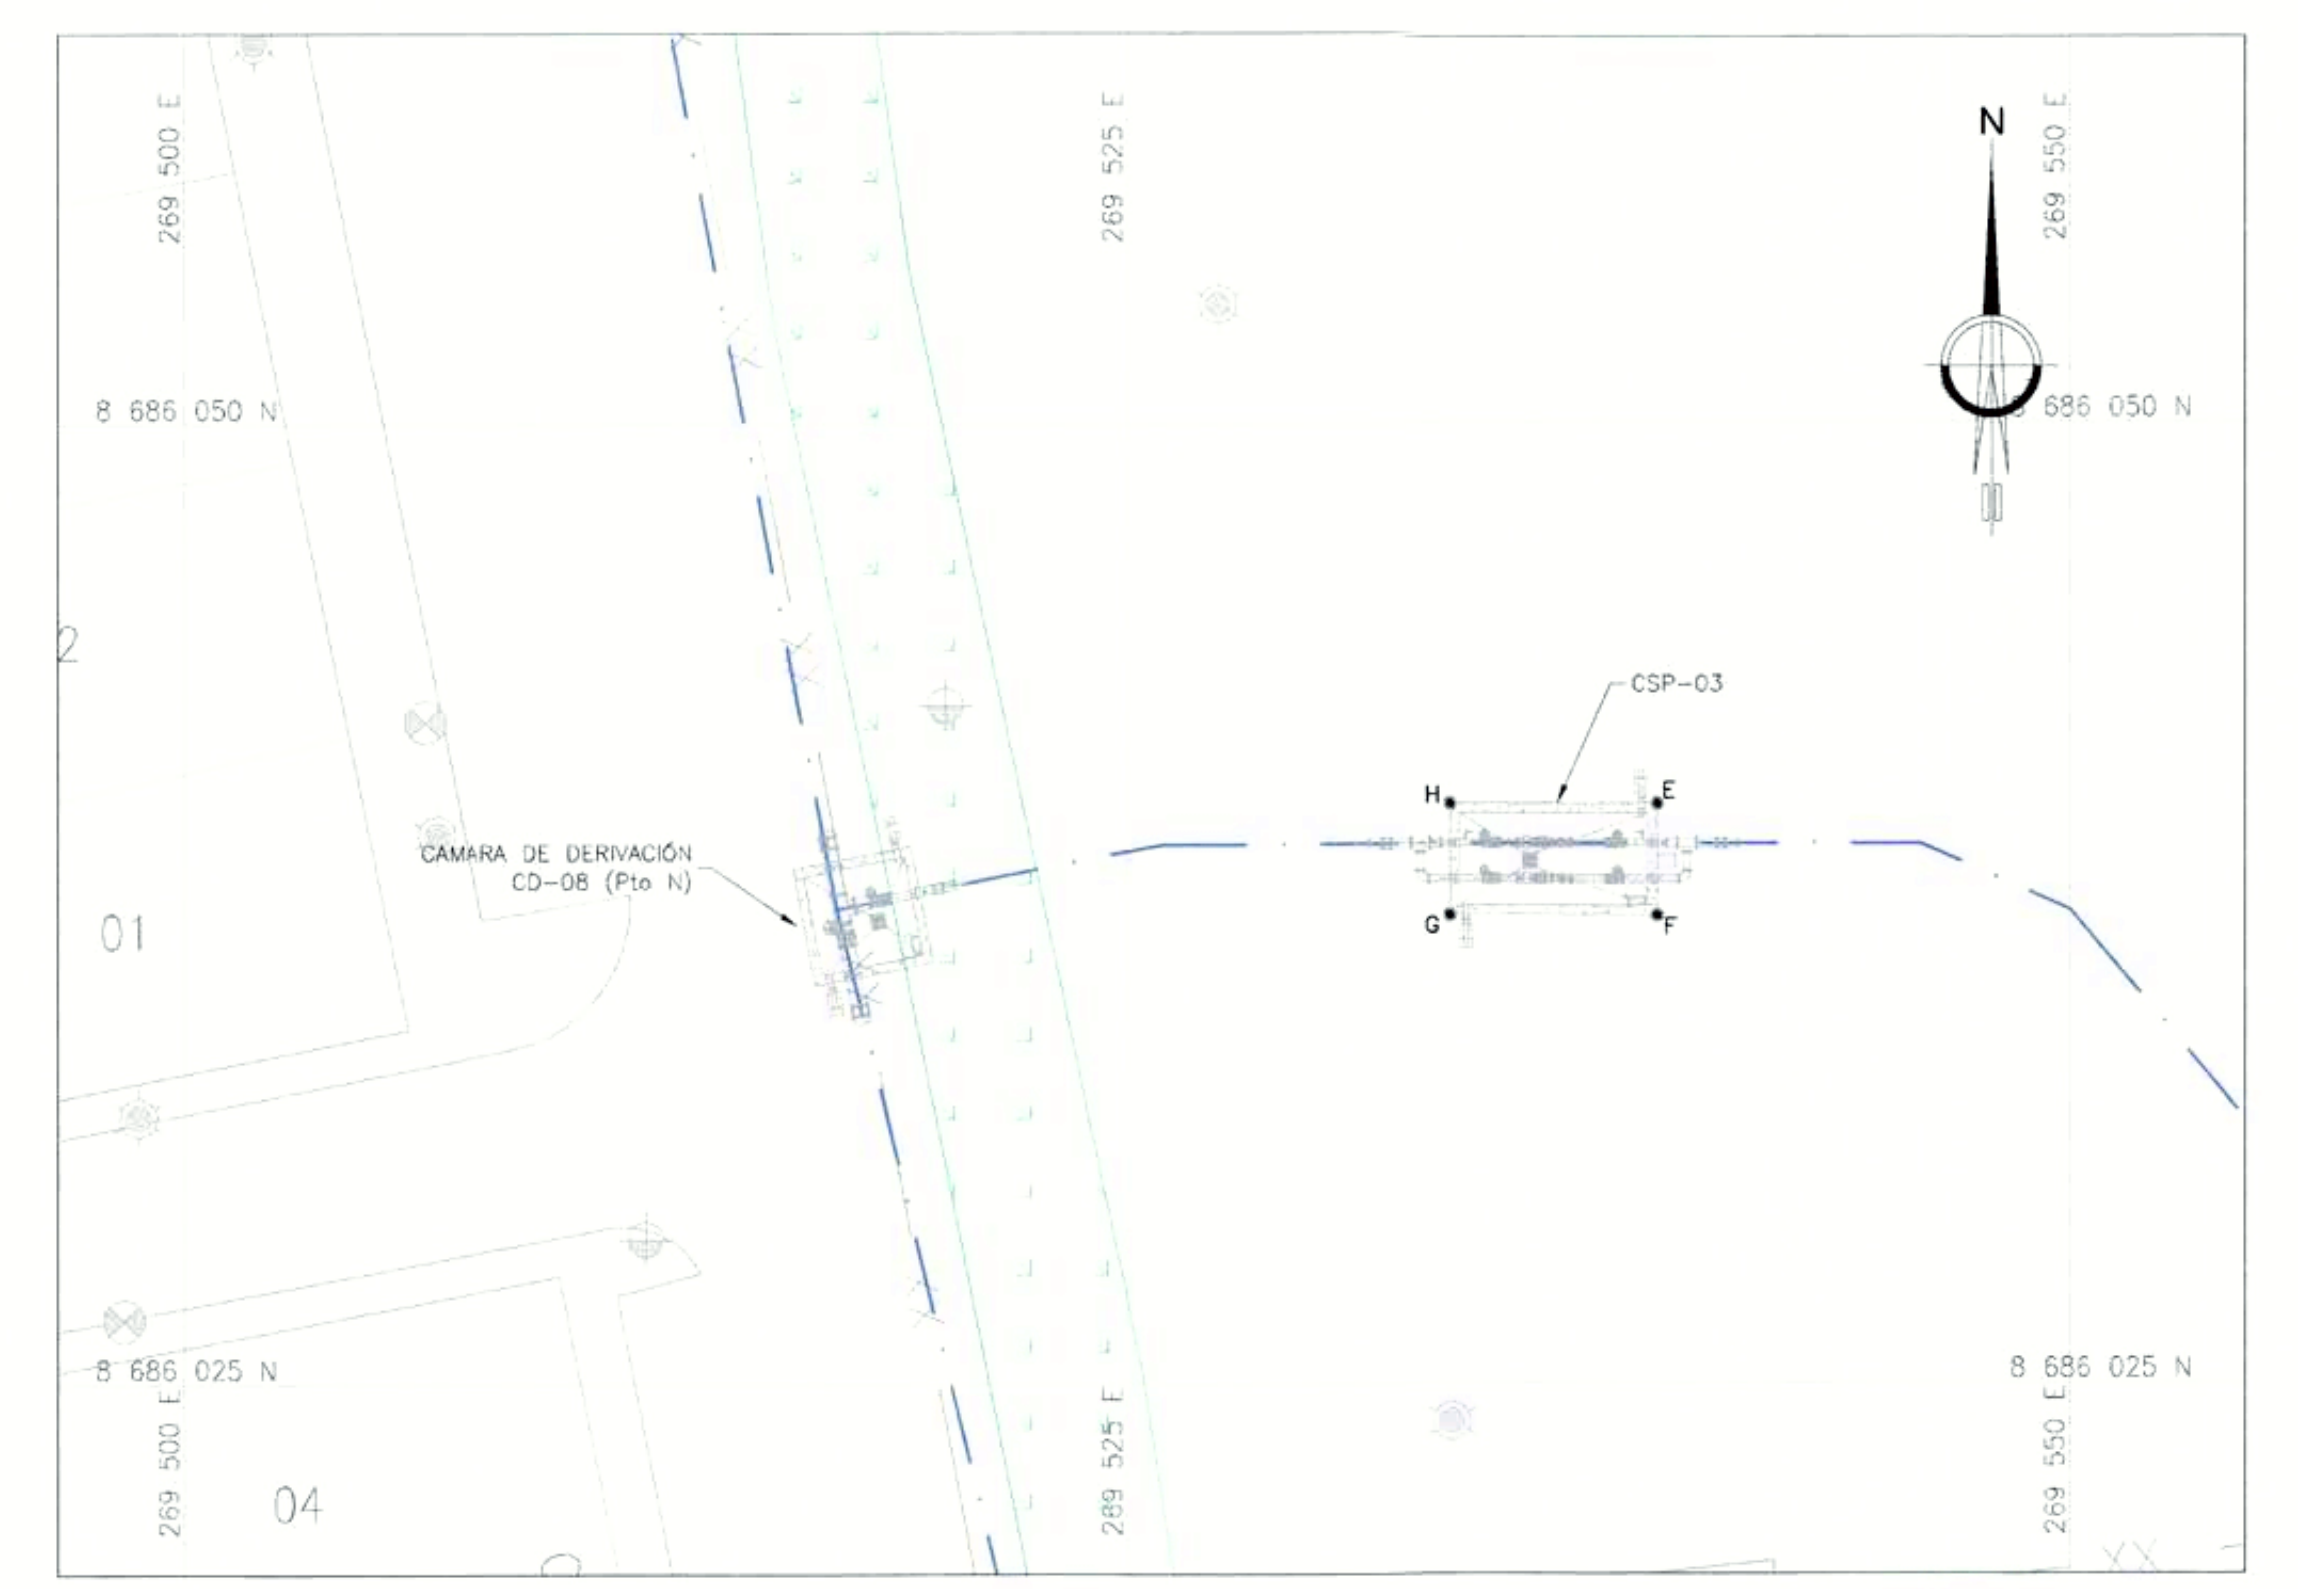 269 500 E
269 525 E
269 550 E
N
8 686 050 N
686 050 N
2
CSP-03
H
E
CAMARA DE DERIVACIÓN
CD-08 (Pto N)
G
F
01
8 686 025 N
8 686 025 N
269 500 E
269 525 E
269 550 E
04